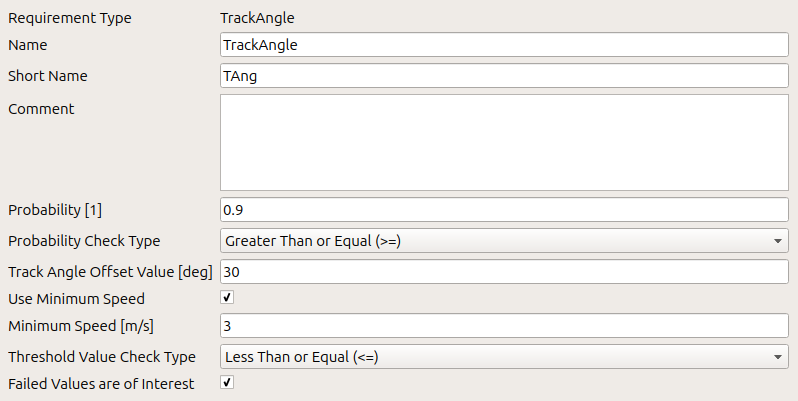 Requirement Type TrackAngle
Name TrackAngle
Short Name TAng
Comment
Probability [1] 0.9
Probability Check Type Greater Than or Equal (>=)
Track Angle Offset Value [deg] 30
Use Minimum Speed
Minimum Speed [m/s] 3
Threshold Value Check Type Less Than or Equal (<=)
Failed Values are of Interest